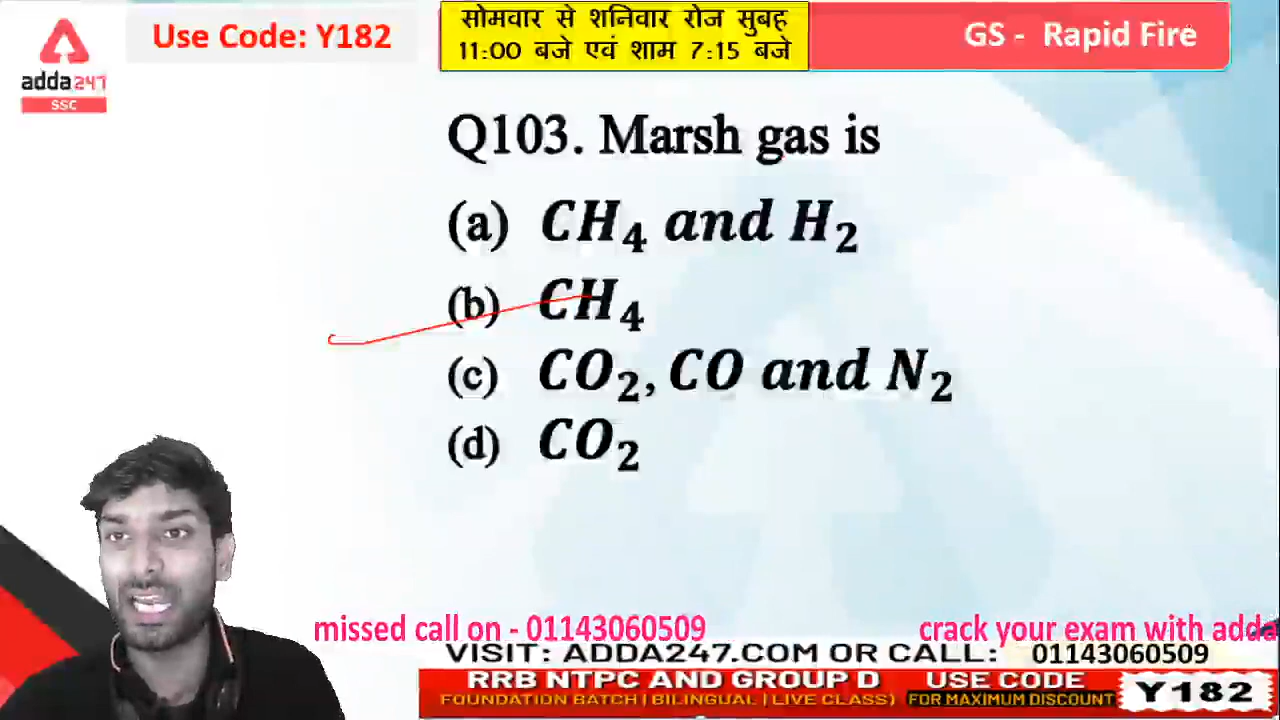 Use Code: Y182
सोमवार से शनिवार रोज सुबह
11:00 बजे एवं शाम 7:15 बजे
GS - Rapid Fire
adda247
SSC
Q103. Marsh gas is
(a) CH₄ and H₂
(b) CH₄
(c) CO₂, CO and N₂
(d) CO₂
missed call on - 01143060509
crack your exam with adda
VISIT: ADDA247.COM OR CALL: 01143060509
RRB NTPC AND GROUP D
FOUNDATION BATCH | BILINGUAL | LIVE CLASS)
USE CODE
FOR MAXIMUM DISCOUNT
Y182